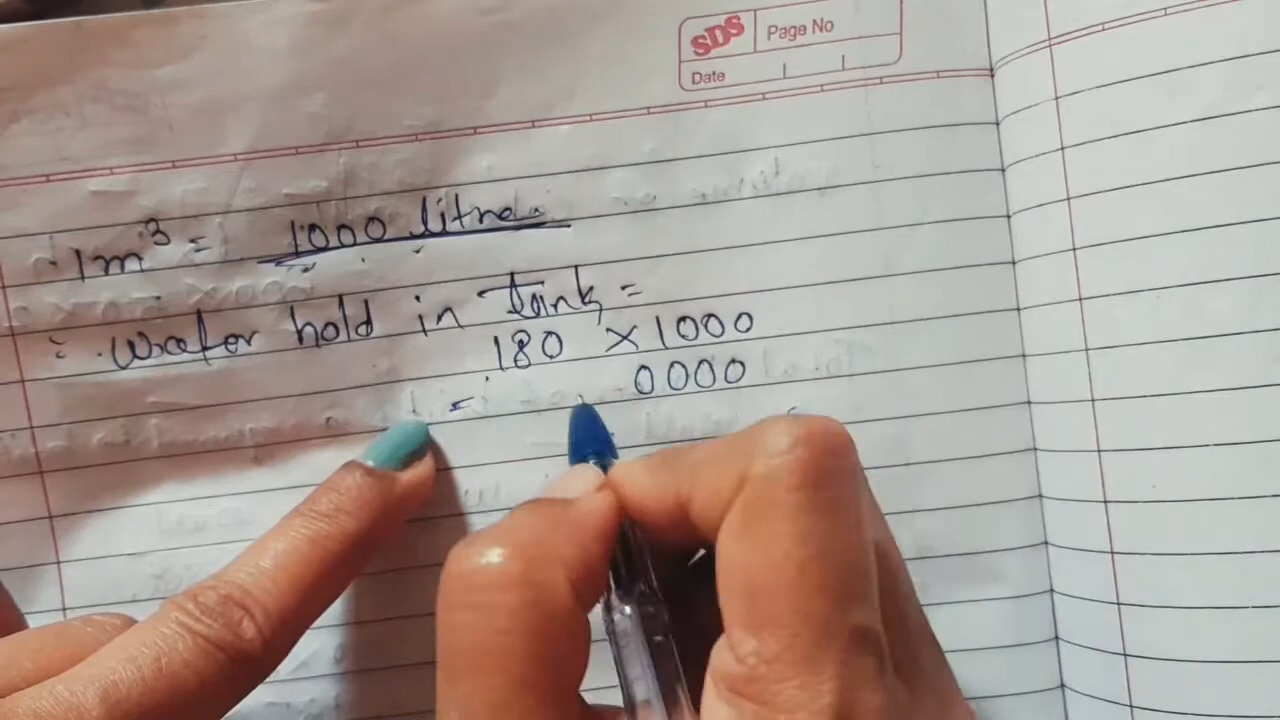 SDS
Page No
Date
1m³ = 1000 litre
∴ Water hold in tank =
180 × 1000
= 0000